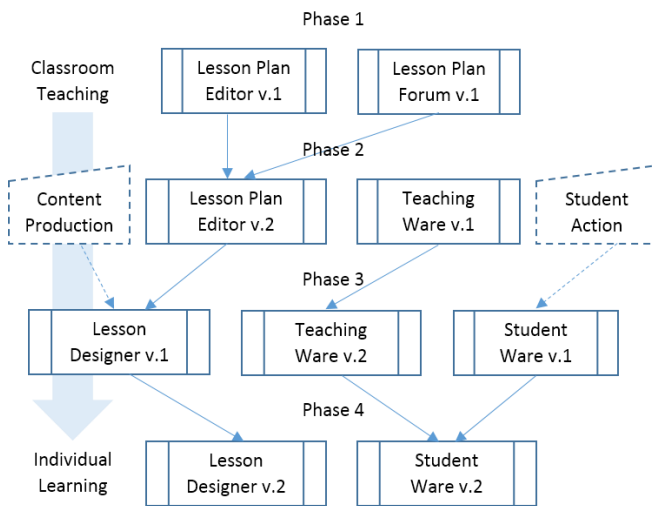 Phase 1
Classroom
Teaching
Lesson Plan
Editor v.1
Lesson Plan
Forum v.1
Phase 2
Content
Production
Lesson Plan
Editor v.2
Teaching
Ware v.1
Student
Action
Phase 3
Lesson
Designer v.1
Teaching
Ware v.2
Student
Ware v.1
Phase 4
Individual
Learning
Lesson
Designer v.2
Student
Ware v.2